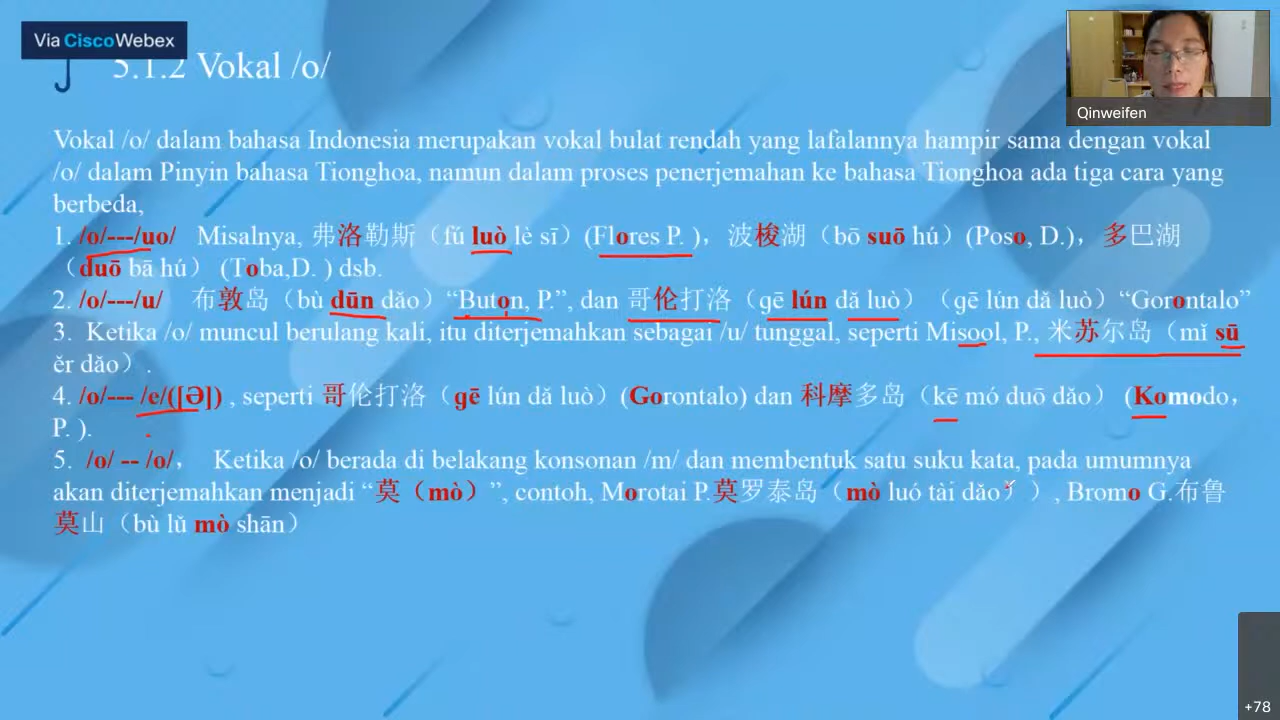 Via CiscoWebex
5.1.2 Vokal /o/
Qinweifen
Vokal /o/ dalam bahasa Indonesia merupakan vokal bulat rendah yang lafalannya hampir sama dengan vokal
/o/ dalam Pinyin bahasa Tionghoa, namun dalam proses penerjemahan ke bahasa Tionghoa ada tiga cara yang
berbeda,
1. /o/---/uo/ Misalnya, 弗洛勒斯（fú luò lè sī）(Flores P. )，波梭湖（bō suō hú）(Poso, D.)，多巴湖
（duō bā hú） (Toba,D. ) dsb.
2. /o/---/u/ 布敦岛（bù dūn dǎo）“Buton, P.”, dan 哥伦打洛（gē lún dǎ luò）（gē lún dǎ luò）“Gorontalo”
3. Ketika /o/ muncul berulang kali, itu diterjemahkan sebagai /u/ tunggal, seperti Misool, P., 米苏尔岛（mǐ sū
ěr dǎo）.
4. /o/--- /e/([Ə]) , seperti 哥伦打洛（gē lún dǎ luò）(Gorontalo) dan 科摩多岛（kē mó duō dǎo） (Komodo，
P. ).
5. /o/ -- /o/， Ketika /o/ berada di belakang konsonan /m/ dan membentuk satu suku kata, pada umumnya
akan diterjemahkan menjadi “莫（mò）”, contoh, Morotai P.莫罗泰岛（mò luó tài dǎo ）, Bromo G.布鲁
莫山（bù lǔ mò shān）
+78